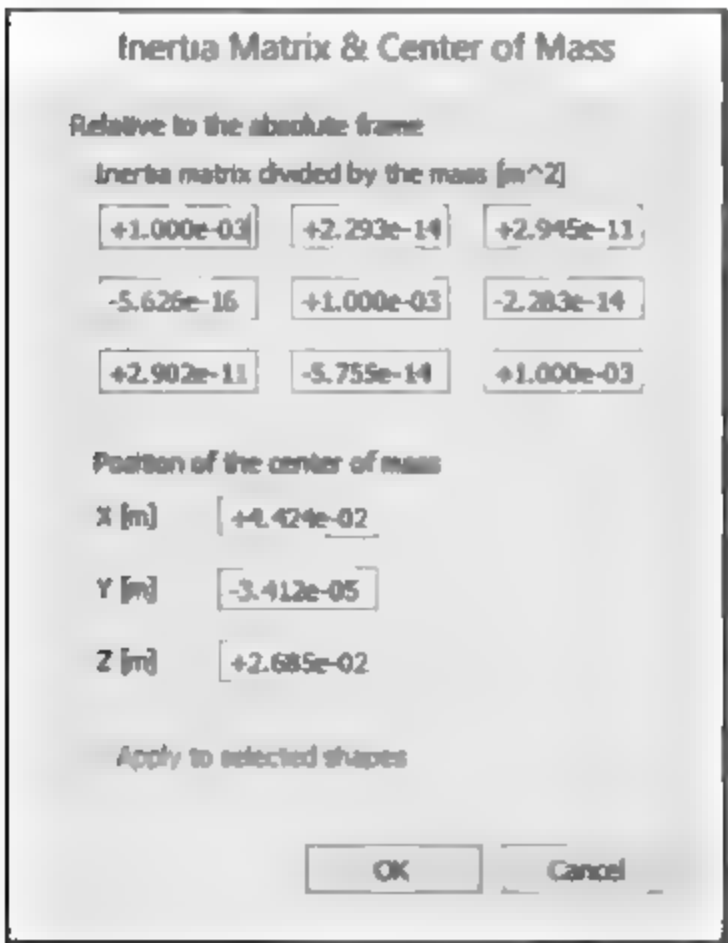 Inertia Matrix & Center of Mass
Relative to the absolute frame
Inertia matrix divided by the mass [m^2]
+1.000e-03 +2.293e-14 +2.945e-11
-5.626e-16 +1.000e-03 -2.283e-14
+2.902e-11 -5.755e-14 +1.000e-03
Position of the center of mass
X [m] +4.424e-02
Y [m] -3.412e-05
Z [m] +2.685e-02
Apply to selected shapes
OK Cancel